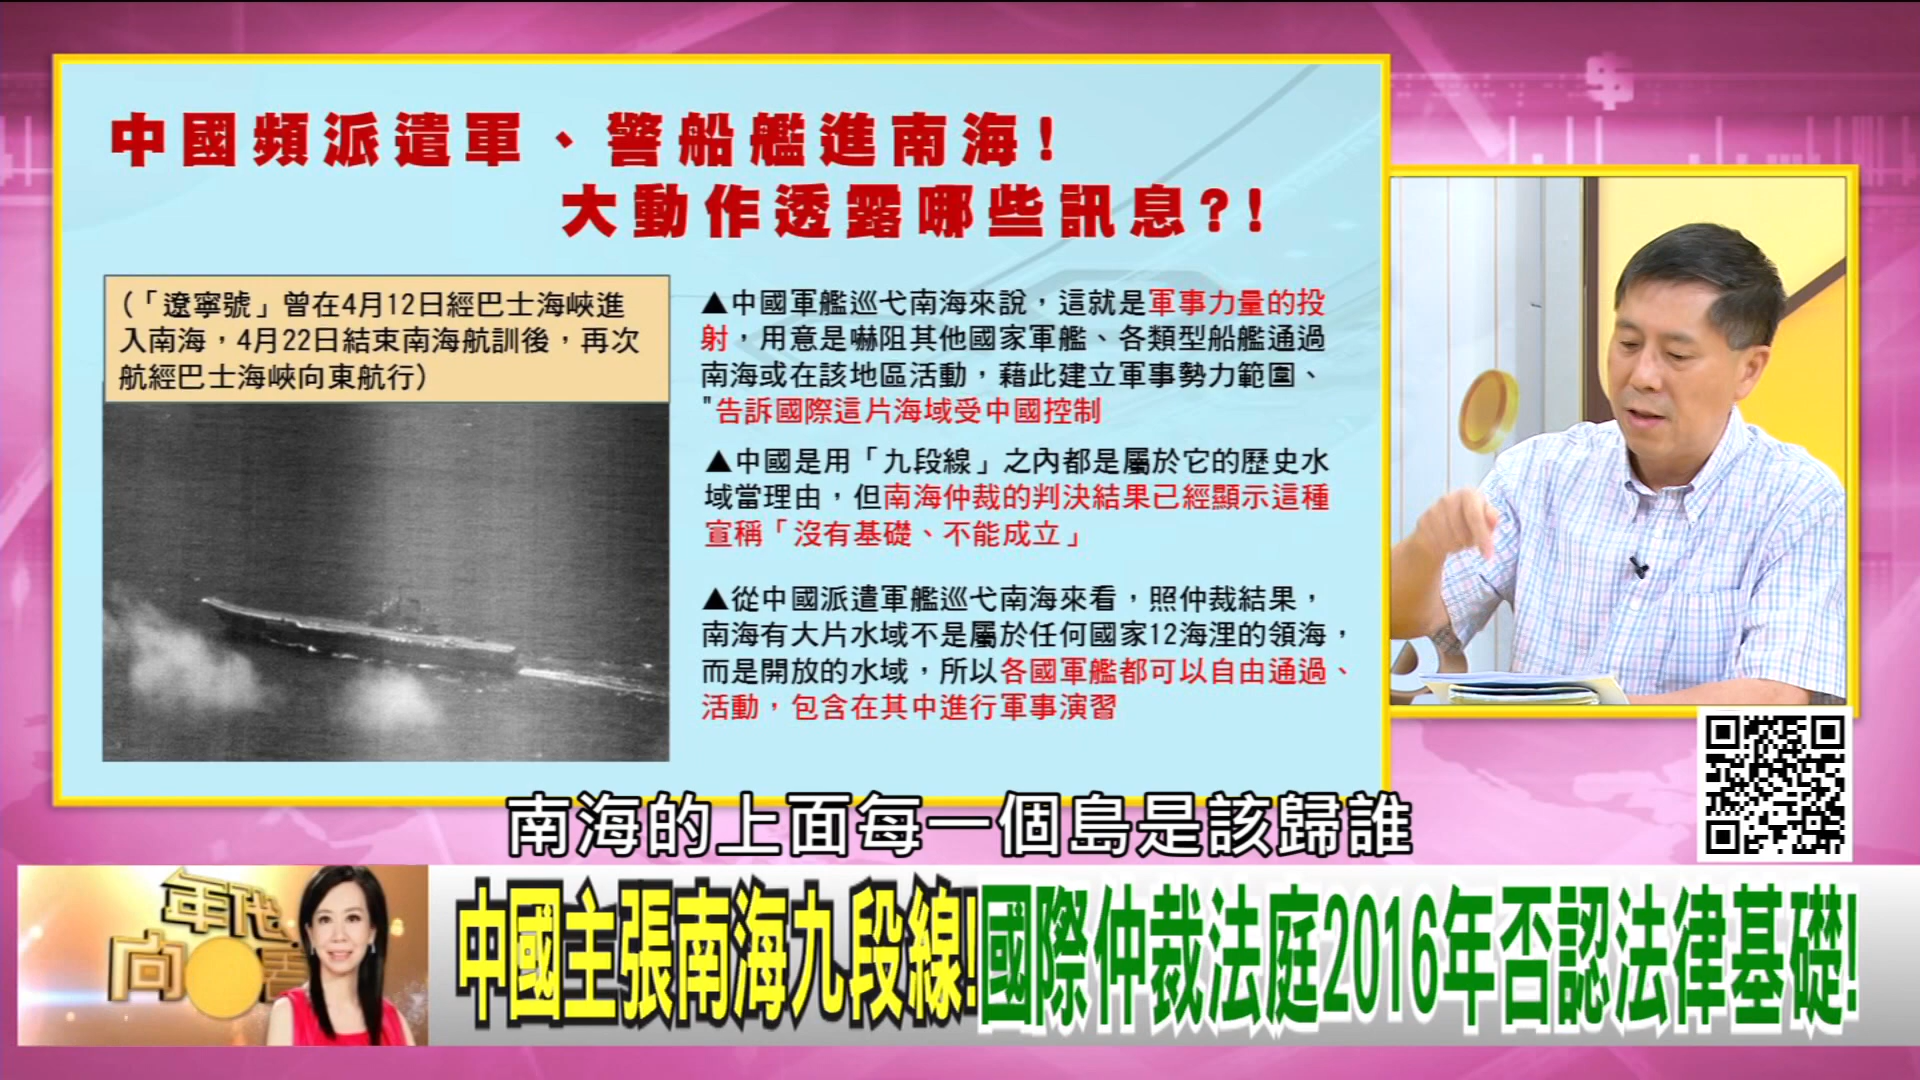 中國頻派遣軍、警船艦進南海!
大動作透露哪些訊息?!
(「遼寧號」曾在4月12日經巴士海峽進
入南海，4月22日結束南海航訓後，再次
航經巴士海峽向東航行)
▲中國軍艦巡弋南海來說，這就是軍事力量的投
射，用意是嚇阻其他國家軍艦、各類型船艦通過
南海或在該地區活動，藉此建立軍事勢力範圍、
"告訴國際這片海域受中國控制
▲中國是用「九段線」之內都是屬於它的歷史水
域當理由，但南海仲裁的判決結果已經顯示這種
宣稱「沒有基礎、不能成立」
▲從中國派遣軍艦巡弋南海來看，照仲裁結果，
南海有大片水域不是屬於任何國家12海浬的領海，
而是開放的水域，所以各國軍艦都可以自由通過、
活動，包含在其中進行軍事演習
南海的上面每一個島是該歸誰
年代
向
中國主張南海九段線!國際仲裁法庭2016年否認法律基礎!